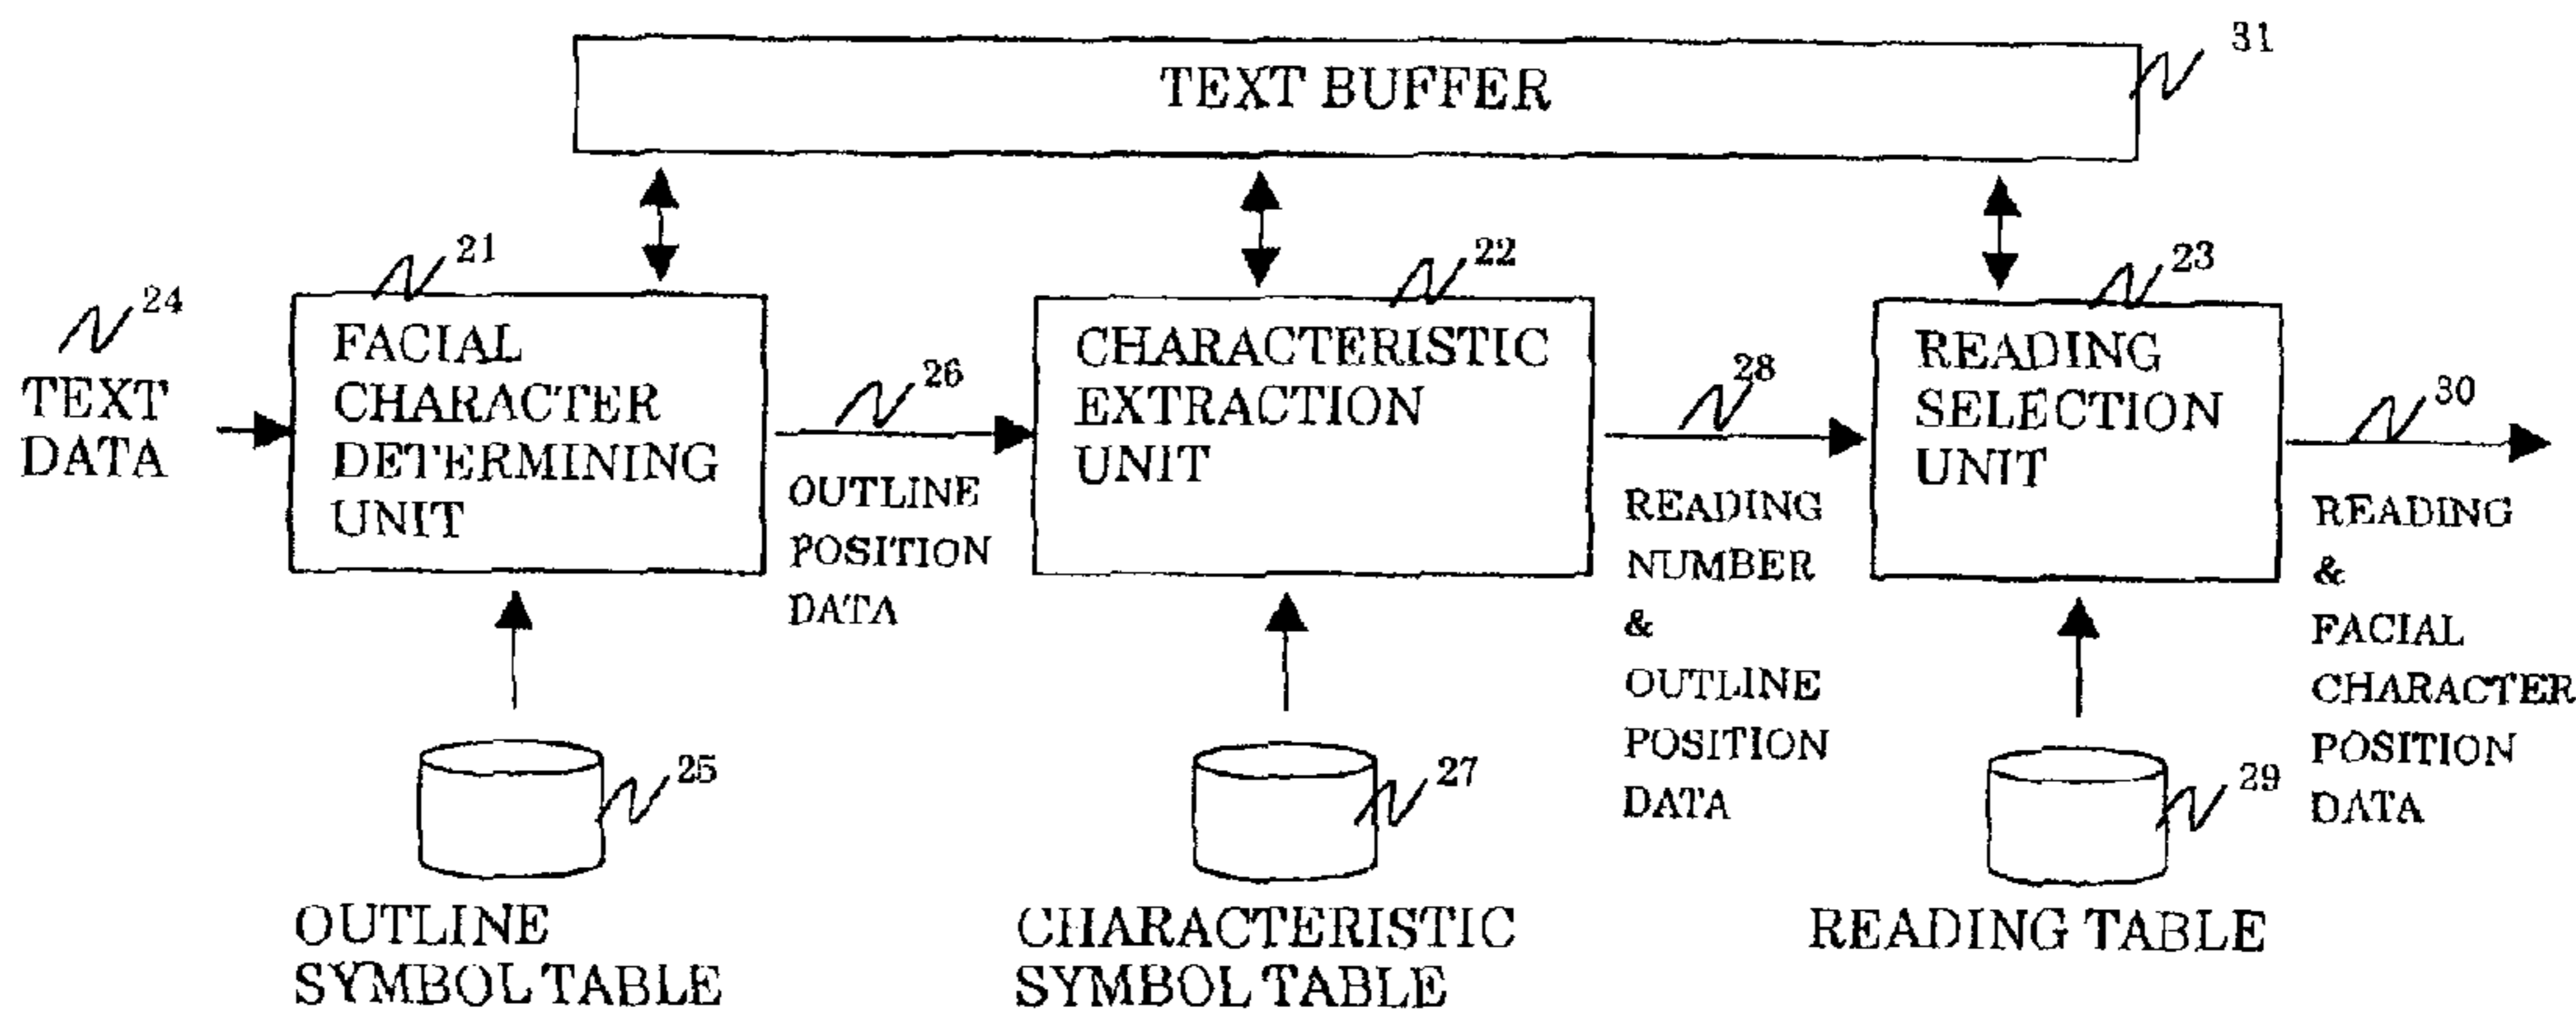 TEXT BUFFER
31
21
22
23
24
TEXT
DATA
FACIAL
CHARACTER
DETERMINING
UNIT
26
OUTLINE
POSITION
DATA
CHARACTERISTIC
EXTRACTION
UNIT
28
READING
NUMBER
&
OUTLINE
POSITION
DATA
READING
SELECTION
UNIT
30
READING
&
FACIAL
CHARACTER
POSITION
DATA
25
OUTLINE
SYMBOL TABLE
27
CHARACTERISTIC
SYMBOL TABLE
29
READING TABLE